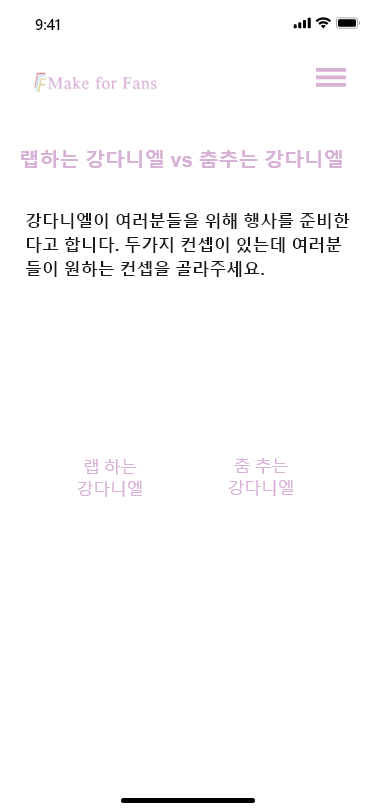 9:41
Make for Fans
랩하는 강다니엘 vs 춤추는 강다니엘
강다니엘이 여러분들을 위해 행사를 준비한
다고 합니다. 두가지 컨셉이 있는데 여러분
들이 원하는 컨셉을 골라주세요.
랩 하는
강다니엘
춤 추는
강다니엘